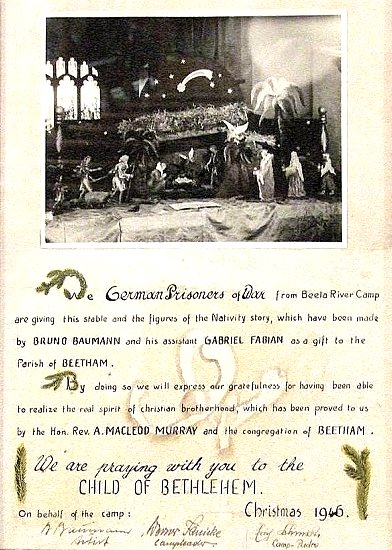 We German Prisoners of War from Beela River Camp
are giving this stable and the figures of the Nativity story, which have been made
by BRUNO BAUMANN and his assistant GABRIEL FABIAN as a gift to the
Parish of BEETHAM.
By doing so we will express our gratefulness for having been able
to realize the real spirit of christian brotherhood, which has been proved to us
by the Hon. Rev. A. MACLEOD MURRAY and the congregation of BEETHAM.
We are praying with you to the
CHILD OF BETHLEHEM.
Christmas 1946.
On behalf of the camp:
B Baumann
Artist
Campleader
Camp-Pastor